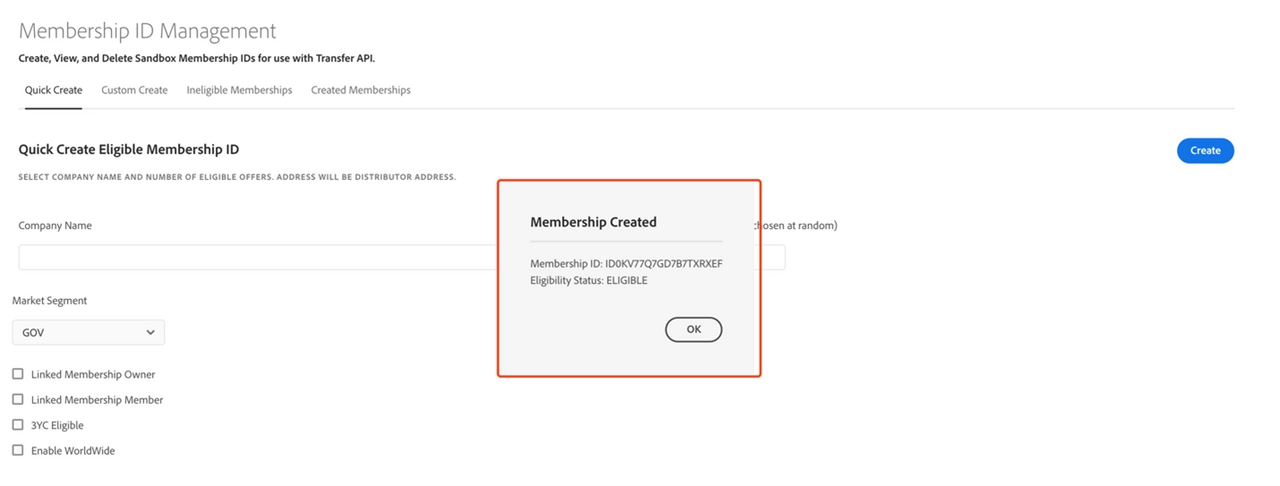 Membership ID Management
Create, View, and Delete Sandbox Membership IDs for use with Transfer API.
Quick Create Custom Create Ineligible Memberships Created Memberships
Quick Create Eligible Membership ID
Create
SELECT COMPANY NAME AND NUMBER OF ELIGIBLE OFFERS. ADDRESS WILL BE DISTRIBUTOR ADDRESS.
Membership Created
Company Name
chosen at random)
Membership ID: ID0KV77Q7GD7B7TXRXEF
Eligibility Status: ELIGIBLE
OK
Market Segment
GOV
Linked Membership Owner
Linked Membership Member
3YC Eligible
Enable WorldWide